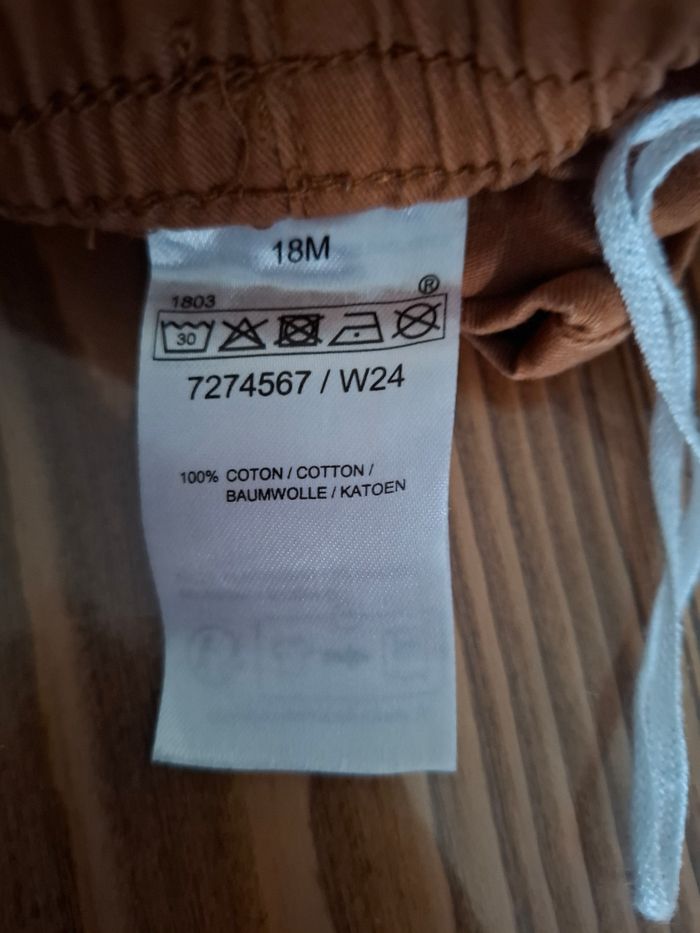 18M
1803
®
30
7274567 / W24
100% COTON / COTTON /
BAUMWOLLE / KATOEN